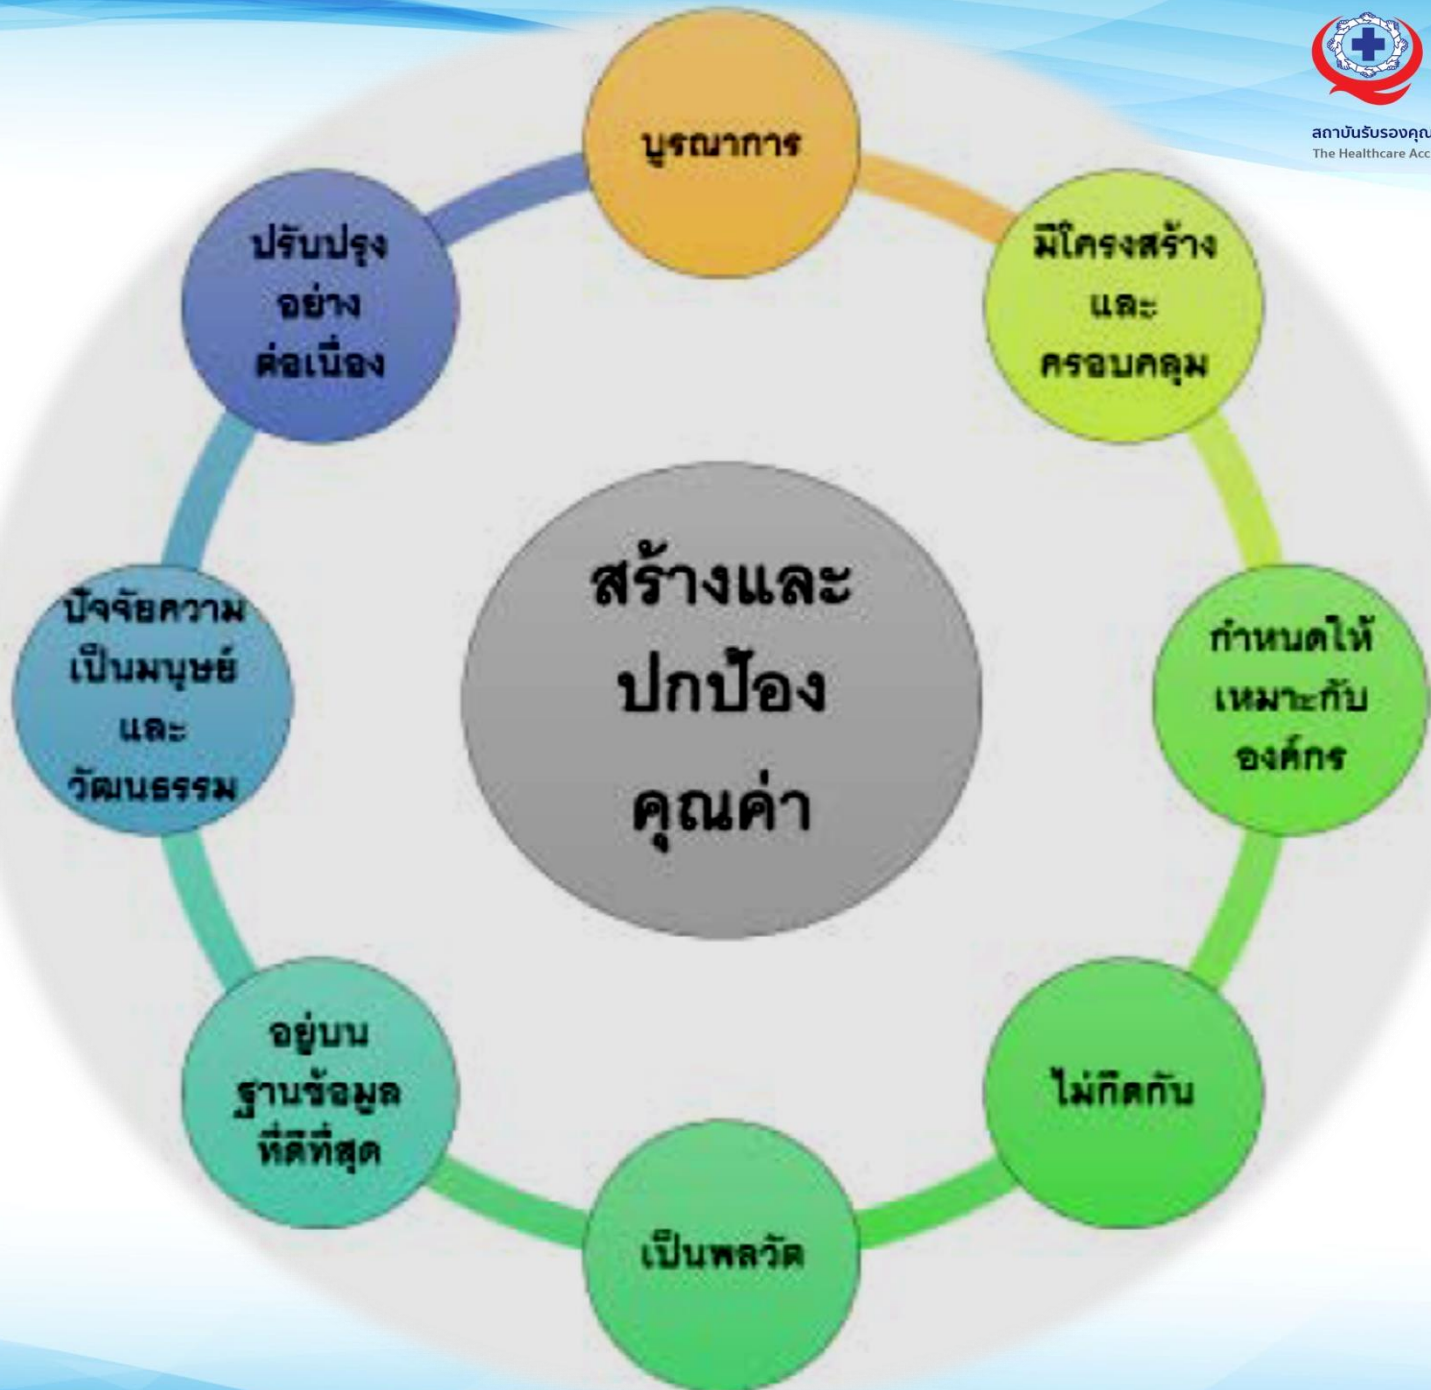 สถาบันรับรองคุณ
The Healthcare Acc
บูรณาการ
มีโครงสร้าง
และ
ครอบคลุม
กำหนดให้
เหมาะกับ
องค์กร
ไม่กีดกัน
เป็นพลวัต
อยู่บน
ฐานข้อมูล
ที่ดีที่สุด
ปัจจัยความ
เป็นมนุษย์
และ
วัฒนธรรม
ปรับปรุง
อย่าง
ต่อเนื่อง
สร้างและ
ปกป้อง
คุณค่า